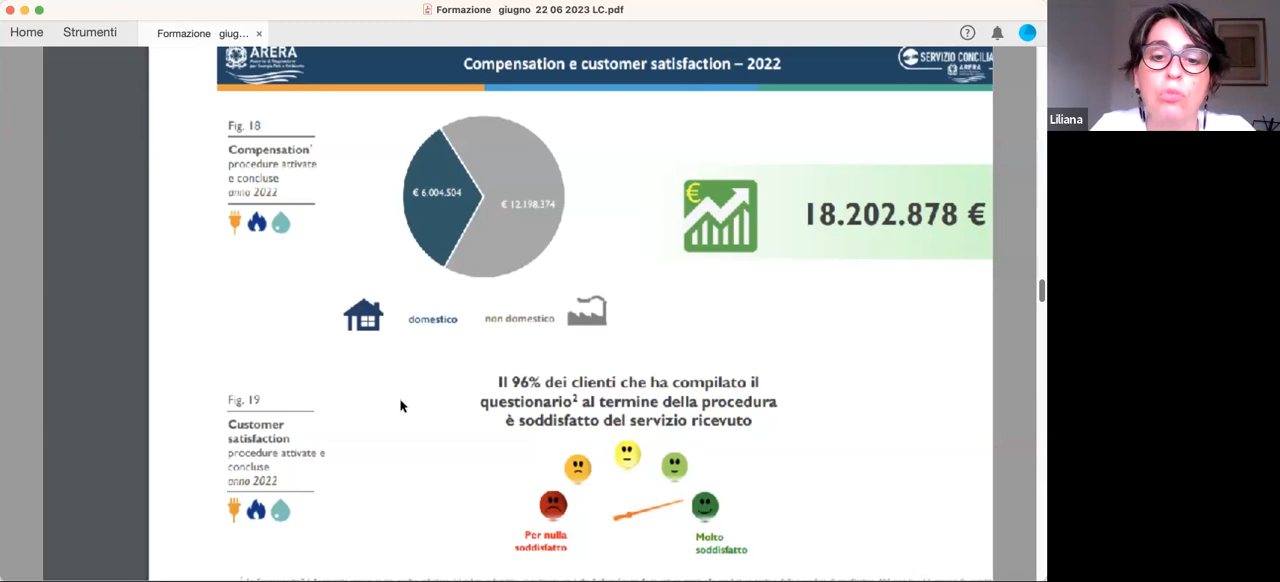 Formazione giugno 22 06 2023 LC.pdf
Home
Strumenti
Formazione giug... ×
ARERA
Compensation e customer satisfaction – 2022
SERVIZIO CONCILIA
ARERA
Fig. 18
Compensation
procedure attivate
e concluse
anno 2022
€ 6.004.504
€ 12.198.374
18.202.878 €
€
domestico
non domestico
Il 96% dei clienti che ha compilato il
questionario² al termine della procedura
è soddisfatto del servizio ricevuto
Fig. 19
Customer
satisfaction
procedure attivate e
concluse
anno 2022
Per nulla
soddisfatto
Molto
soddisfatto
Liliana